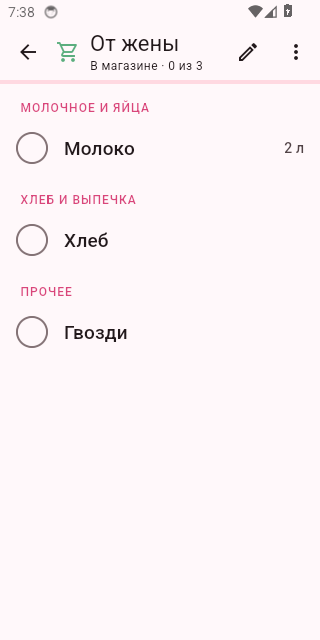 7:38
От жены
В магазине · 0 из 3
МОЛОЧНОЕ И ЯЙЦА
Молоко 2 л
ХЛЕБ И ВЫПЕЧКА
Хлеб
ПРОЧЕЕ
Гвозди